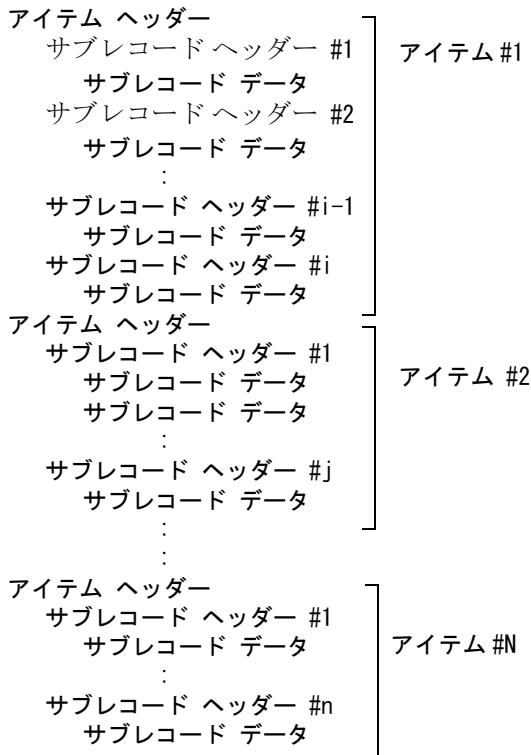 アイテム ヘッダー
サブレコード ヘッダー #1 アイテム #1
サブレコード データ
サブレコード ヘッダー #2
サブレコード データ
:
サブレコード ヘッダー #i-1
サブレコード データ
サブレコード ヘッダー #i
サブレコード データ
アイテム ヘッダー
サブレコード ヘッダー #1
サブレコード データ アイテム #2
サブレコード データ
:
サブレコード ヘッダー #j
サブレコード データ
:
:
アイテム ヘッダー
サブレコード ヘッダー #1
サブレコード データ アイテム #N
:
サブレコード ヘッダー #n
サブレコード データ